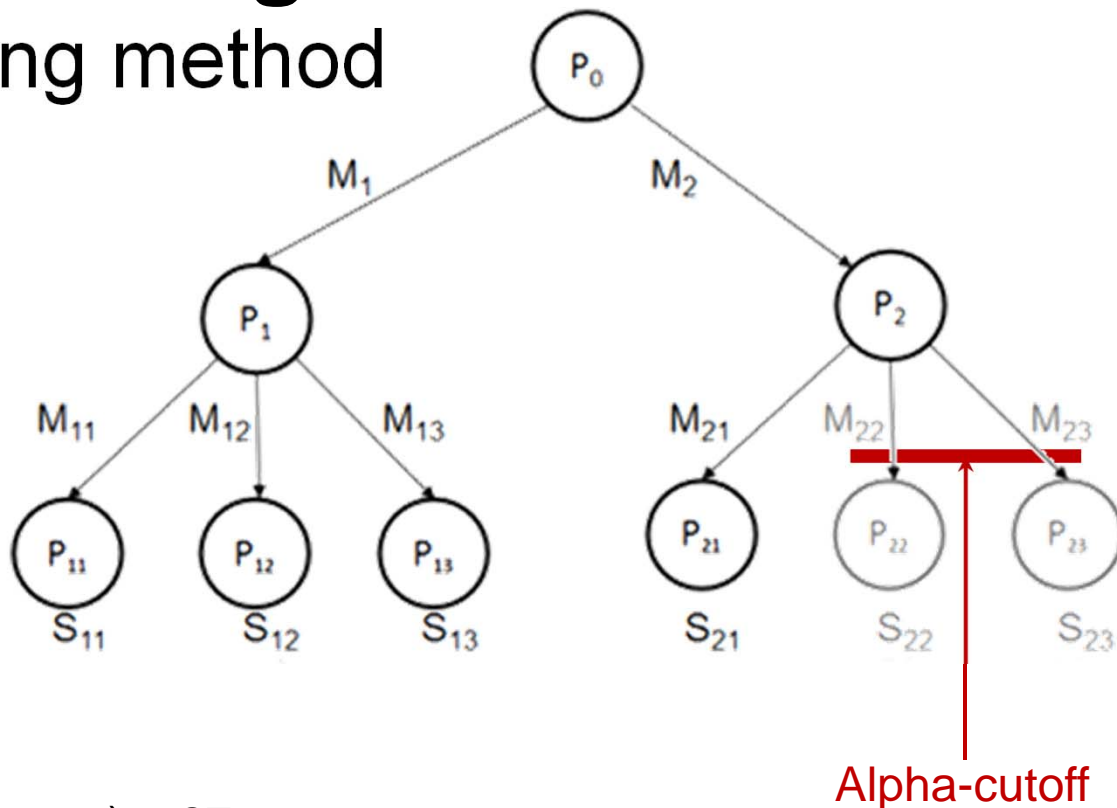 ng method
P₀
M₁ M₂
P₁ P₂
M₁₁ M₁₂ M₁₃ M₂₁ M₂₂ M₂₃
P₁₁ P₁₂ P₁₃ P₂₁ P₂₂ P₂₃
S₁₁ S₁₂ S₁₃ S₂₁ S₂₂ S₂₃
Alpha-cutoff